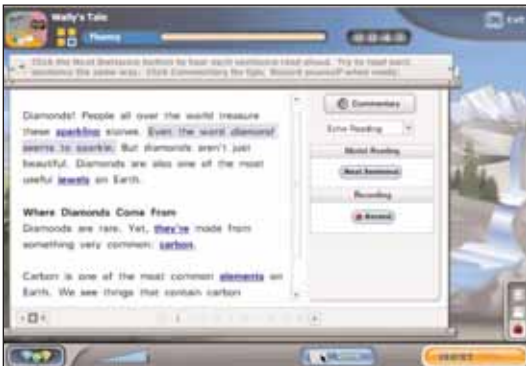 Wally's Tale
Exit
Fluency
Click the Next Sentence button to hear each sentence read aloud. Try to read each
sentence the same way. Click Commentary for tips. Record yourself when ready.
Diamonds! People all over the world treasure
these sparkling stones. Even the word diamond
seems to sparkle. But diamonds aren't just
beautiful. Diamonds are also one of the most
useful jewels on Earth.
Where Diamonds Come From
Diamonds are rare. Yet, they're made from
something very common: carbon.
Carbon is one of the most common elements on
Earth. We see things that contain carbon
Commentary
Echo Reading
Model Reading
Next Sentence
Recording
Record